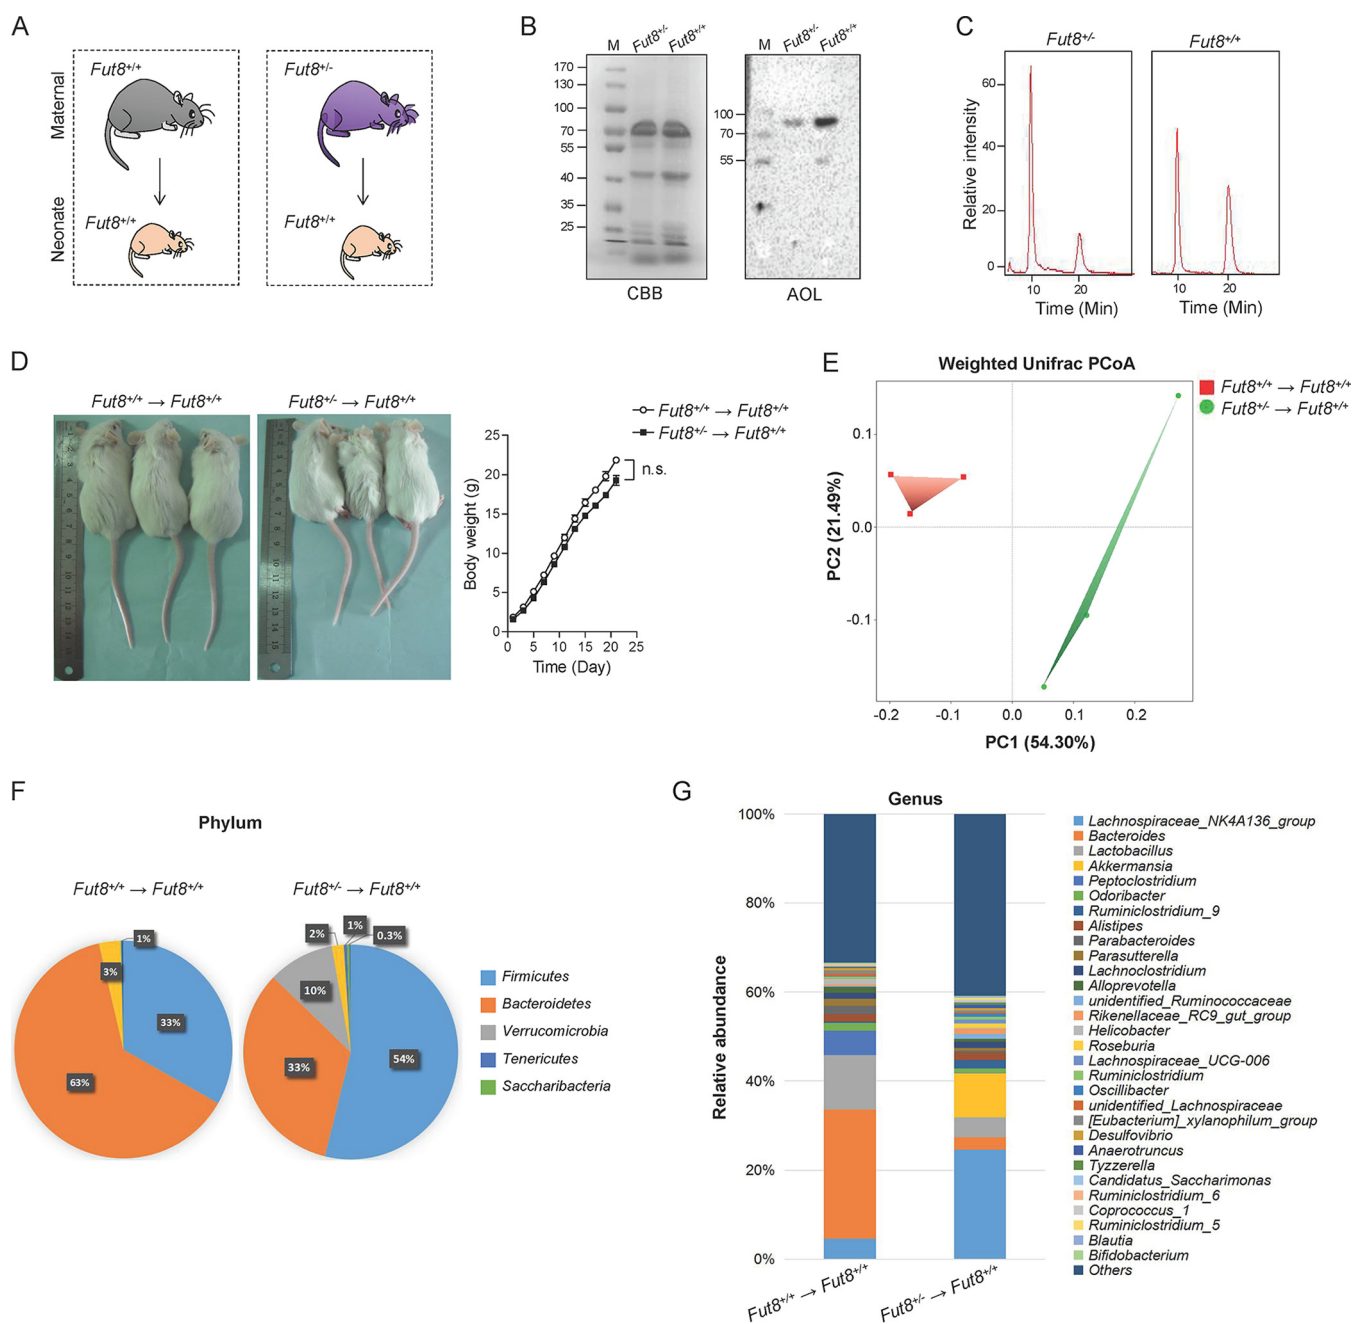 A
Maternal
Neonate
Fut8+/+
Fut8+/-
Fut8+/+
Fut8+/+
B
M Fut8+/- Fut8+/+
170
130
100
70
55
40
35
25
CBB
M Fut8+/- Fut8+/+
100
70
55
AOL
C
Fut8+/- Fut8+/+
Relative intensity
60
40
20
0
10 20
Time (Min)
10 20
Time (Min)
D
Fut8+/+ → Fut8+/+
Fut8+/- → Fut8+/+
Fut8+/+ → Fut8+/+
Fut8+/- → Fut8+/+
n.s.
Body weight (g)
25
20
15
10
5
0
0 5 10 15 20 25
Time (Day)
E
Weighted Unifrac PCoA
Fut8+/+ → Fut8+/+
Fut8+/- → Fut8+/+
PC2 (21.49%)
0.1
0.0
-0.1
-0.2 -0.1 0.0 0.1 0.2
PC1 (54.30%)
F
Phylum
Fut8+/+ → Fut8+/+
Fut8+/- → Fut8+/+
1%
3%
33%
63%
2%
1%
0.3%
10%
33%
54%
Firmicutes
Bacteroidetes
Verrucomicrobia
Tenericutes
Saccharibacteria
G
Genus
Relative abundance
100%
80%
60%
40%
20%
0%
Fut8+/+ → Fut8+/+
Fut8+/- → Fut8+/+
Lachnospiraceae_NK4A136_group
Bacteroides
Lactobacillus
Akkermansia
Peptoclostridium
Odoribacter
Ruminiclostridium_9
Alistipes
Parabacteroides
Parasutterella
Lachnoclostridium
Alloprevotella
unidentified_Ruminococcaceae
Rikenellaceae_RC9_gut_group
Helicobacter
Roseburia
Lachnospiraceae_UCG-006
Ruminiclostridium
Oscillibacter
unidentified_Lachnospiraceae
[Eubacterium]_xylanophilum_group
Desulfovibrio
Anaerotruncus
Tyzzerella
Candidatus_Saccharimonas
Ruminiclostridium_6
Coprococcus_1
Ruminiclostridium_5
Blautia
Bifidobacterium
Others